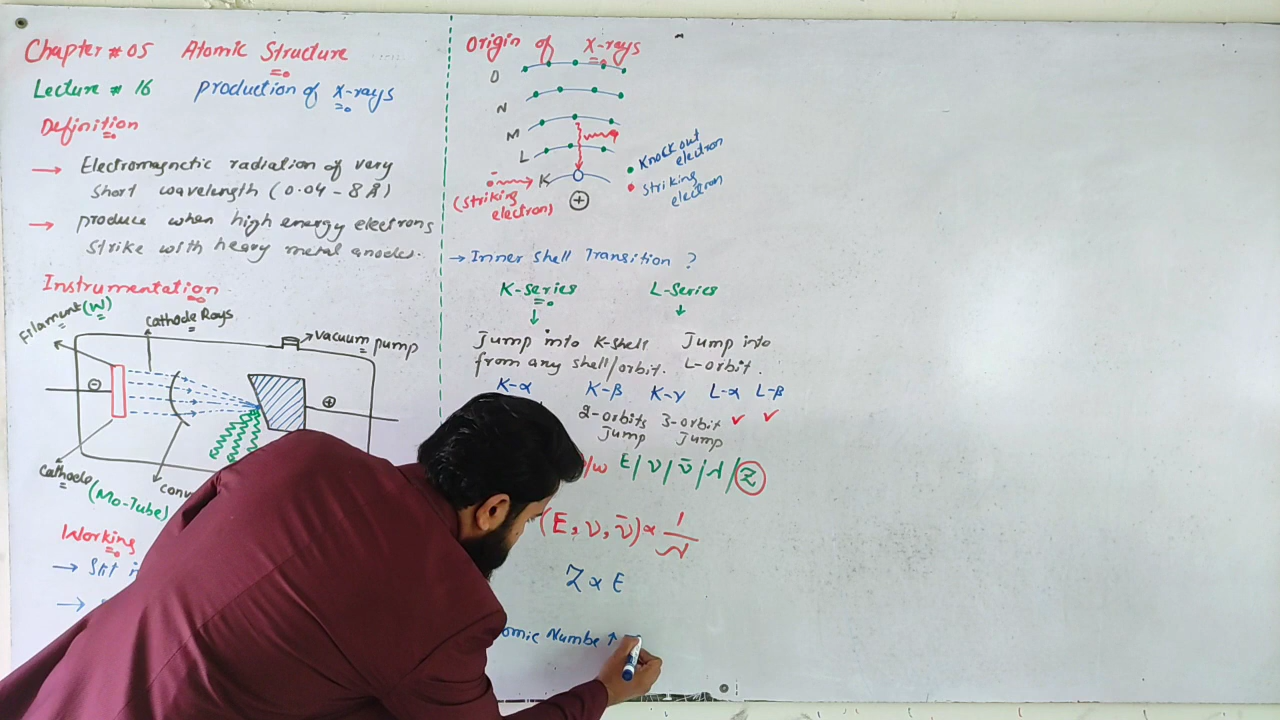 Chapter # 05 Atomic Structure
Lecture # 16 production of X-rays
Definition
→ Electromagnetic radiation of very
short wavelength (0.04 - 8 Å)
→ produce when high energy electrons
strike with heavy metal anodes.
Instrumentation
Filament (W)
Cathode Rays
vacuum pump
⊖
⊕
Cathode
(Mo-Tube)
Working
→
→
Origin of X-rays
O
N
M
L
K
+
(striking
electron)
• Knock out
electron
• Striking
electron
→ Inner shell Transition ?
K-series L-Series
↓ ↓
Jump into K-shell Jump into
from any shell/orbit. L-orbit.
K-α K-β K-γ L-α L-β
2-orbits 3-orbit ✓ ✓
Jump Jump
/w E/ν/ν̄/λ/Z
(E, ν, ν̄) ∝ 1/λ
Z ∝ E
Numbe ↑